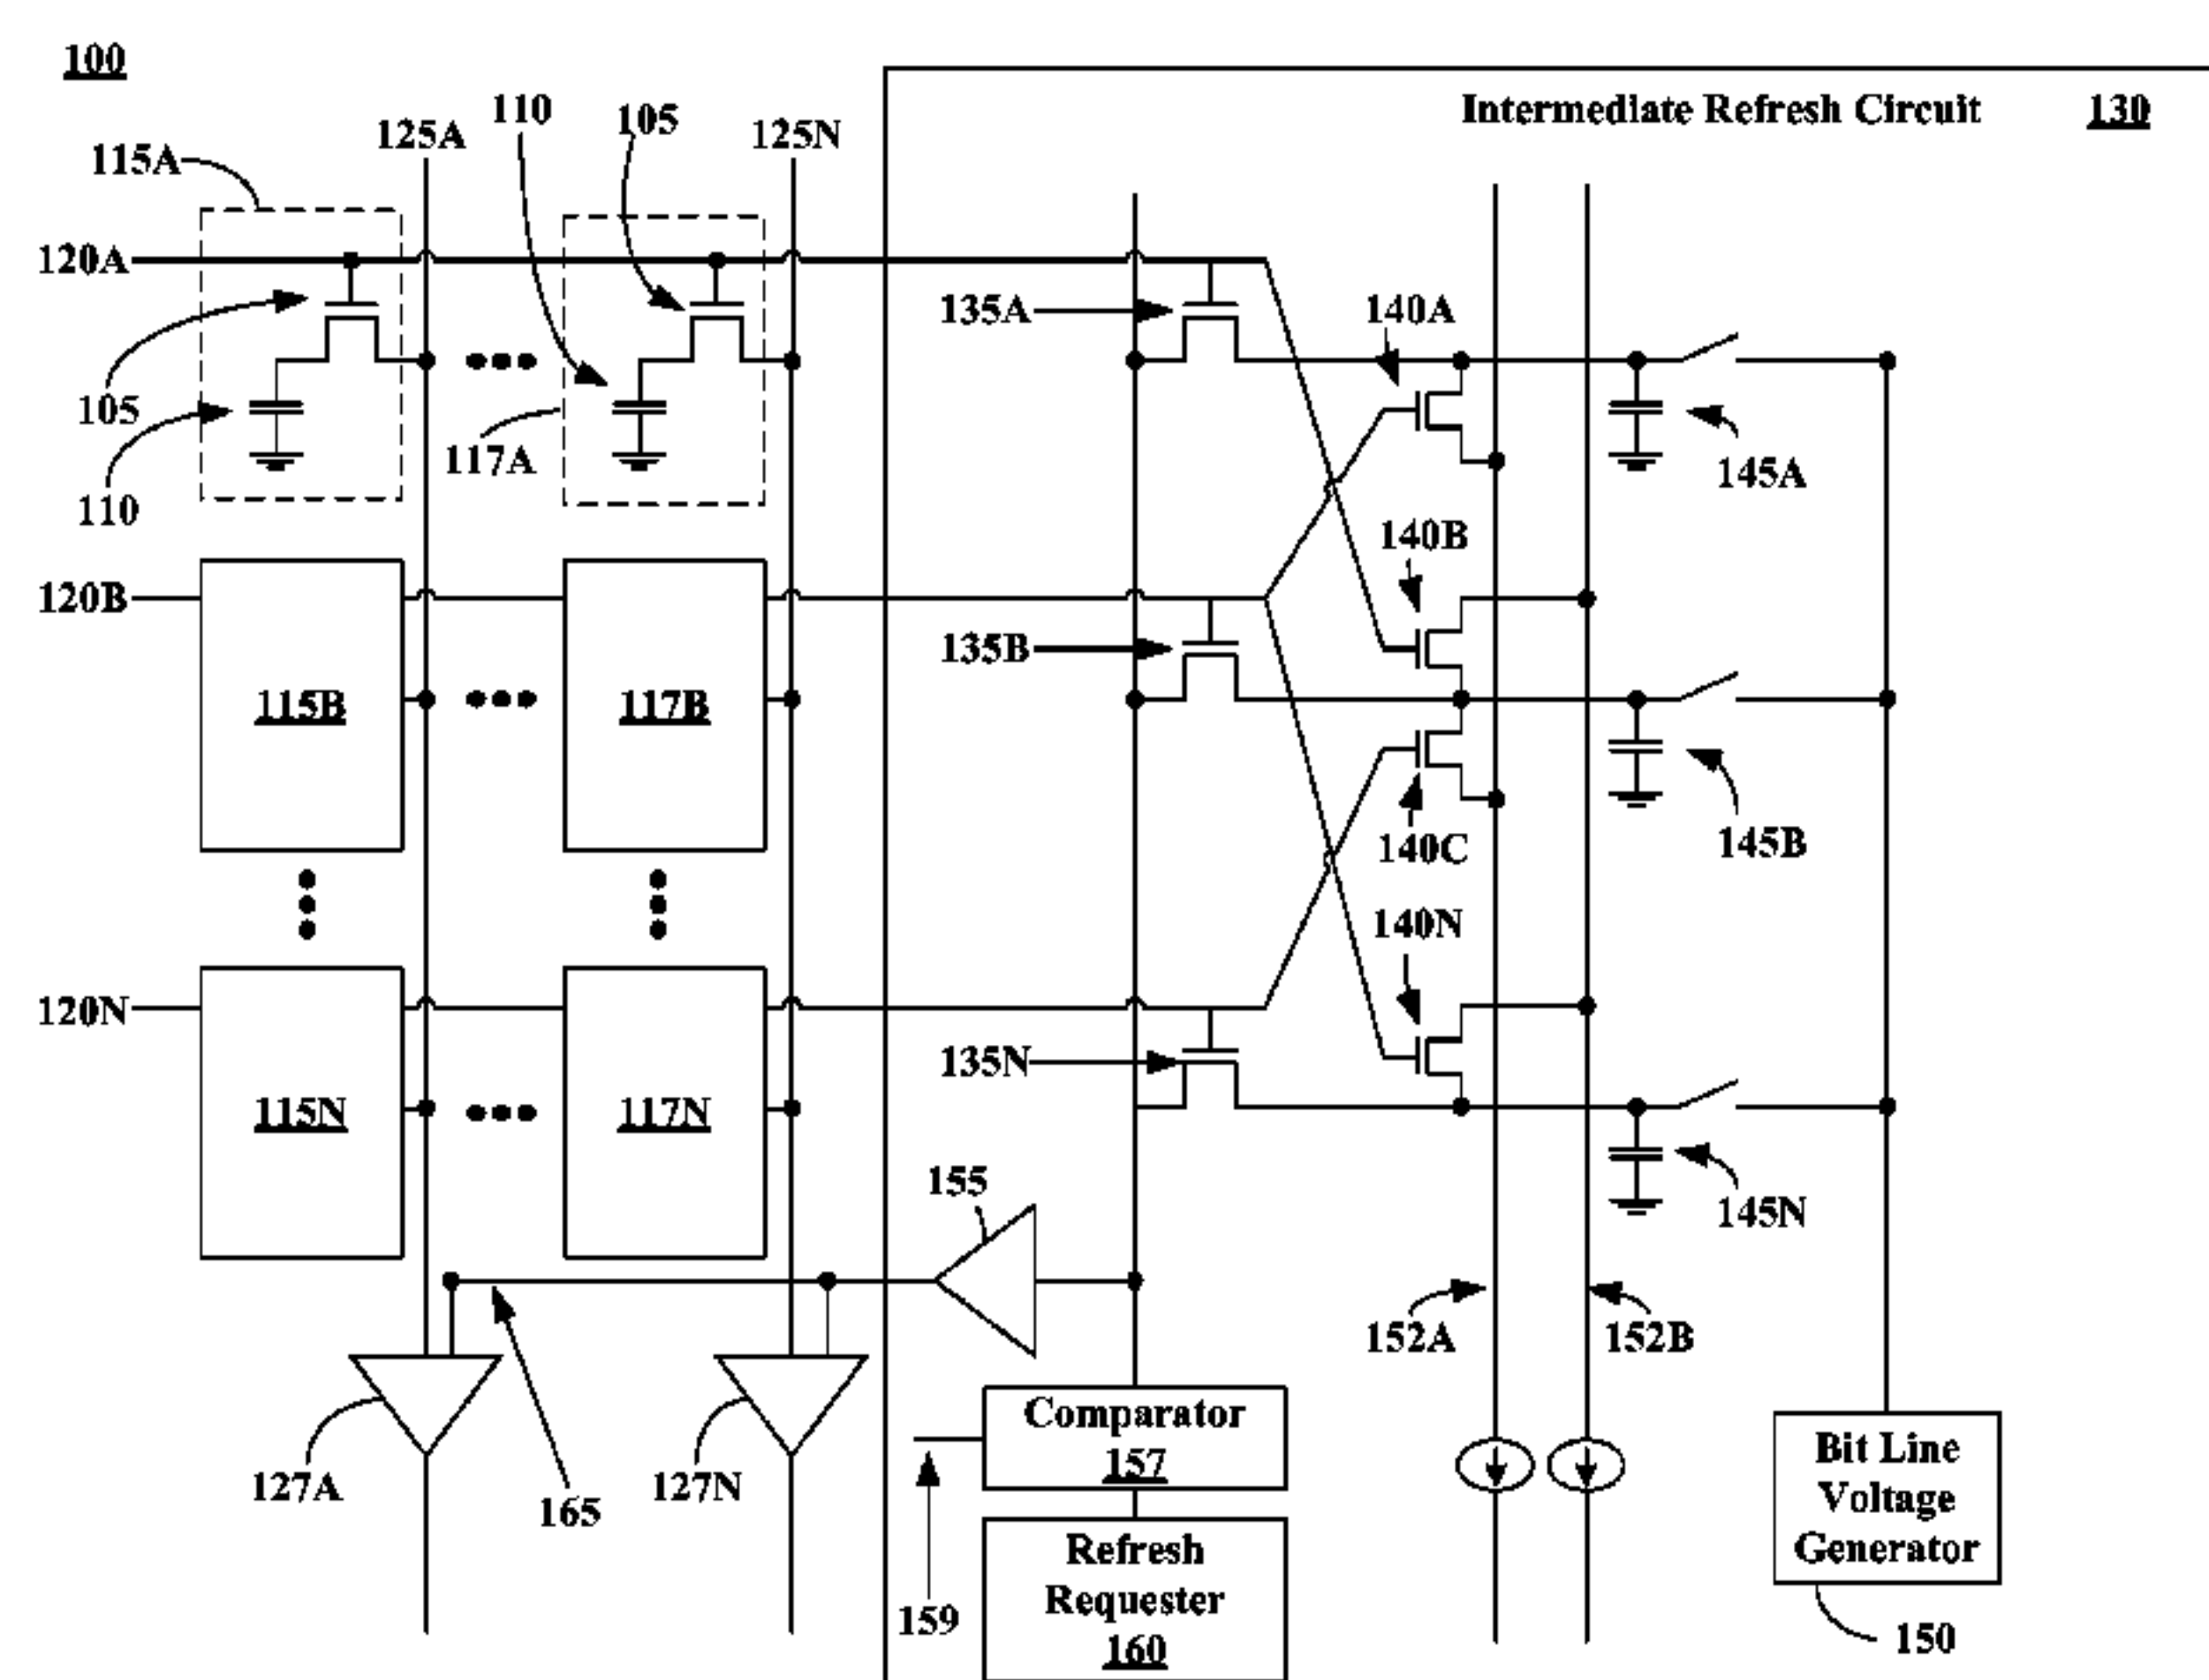 100
Intermediate Refresh Circuit 130
110
105
125A
125N
115A
120A
135A
140A
105
117A
145A
110
140B
120B
135B
115B
117B
140C
145B
140N
120N
135N
115N
117N
155
145N
152A
152B
Comparator
157
127A
165
127N
159
Refresh
Requester
160
Bit Line
Voltage
Generator
150